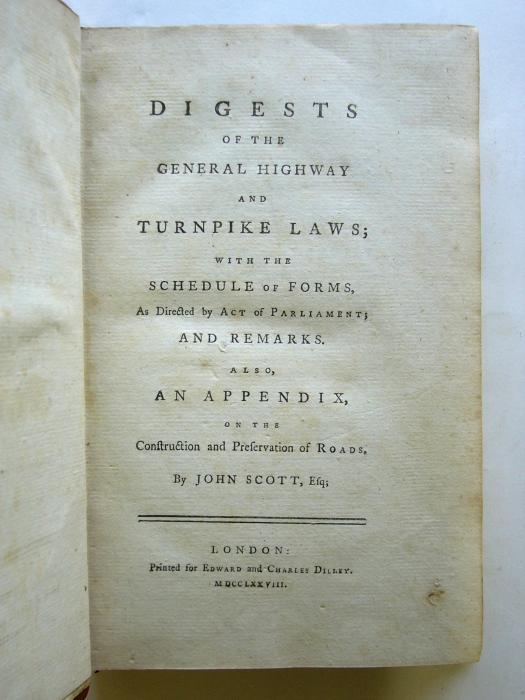 DIGESTS
OF THE
GENERAL HIGHWAY
AND
TURNPIKE LAWS;
WITH THE
SCHEDULE OF FORMS,
As Directed by ACT of PARLIAMENT;
AND REMARKS.
ALSO,
AN APPENDIX,
ON THE
Conſtruction and Preſervation of ROADS,
By JOHN SCOTT, Eſq;
LONDON:
Printed for EDWARD and CHARLES DILLEY.
MDCCLXXVIII.